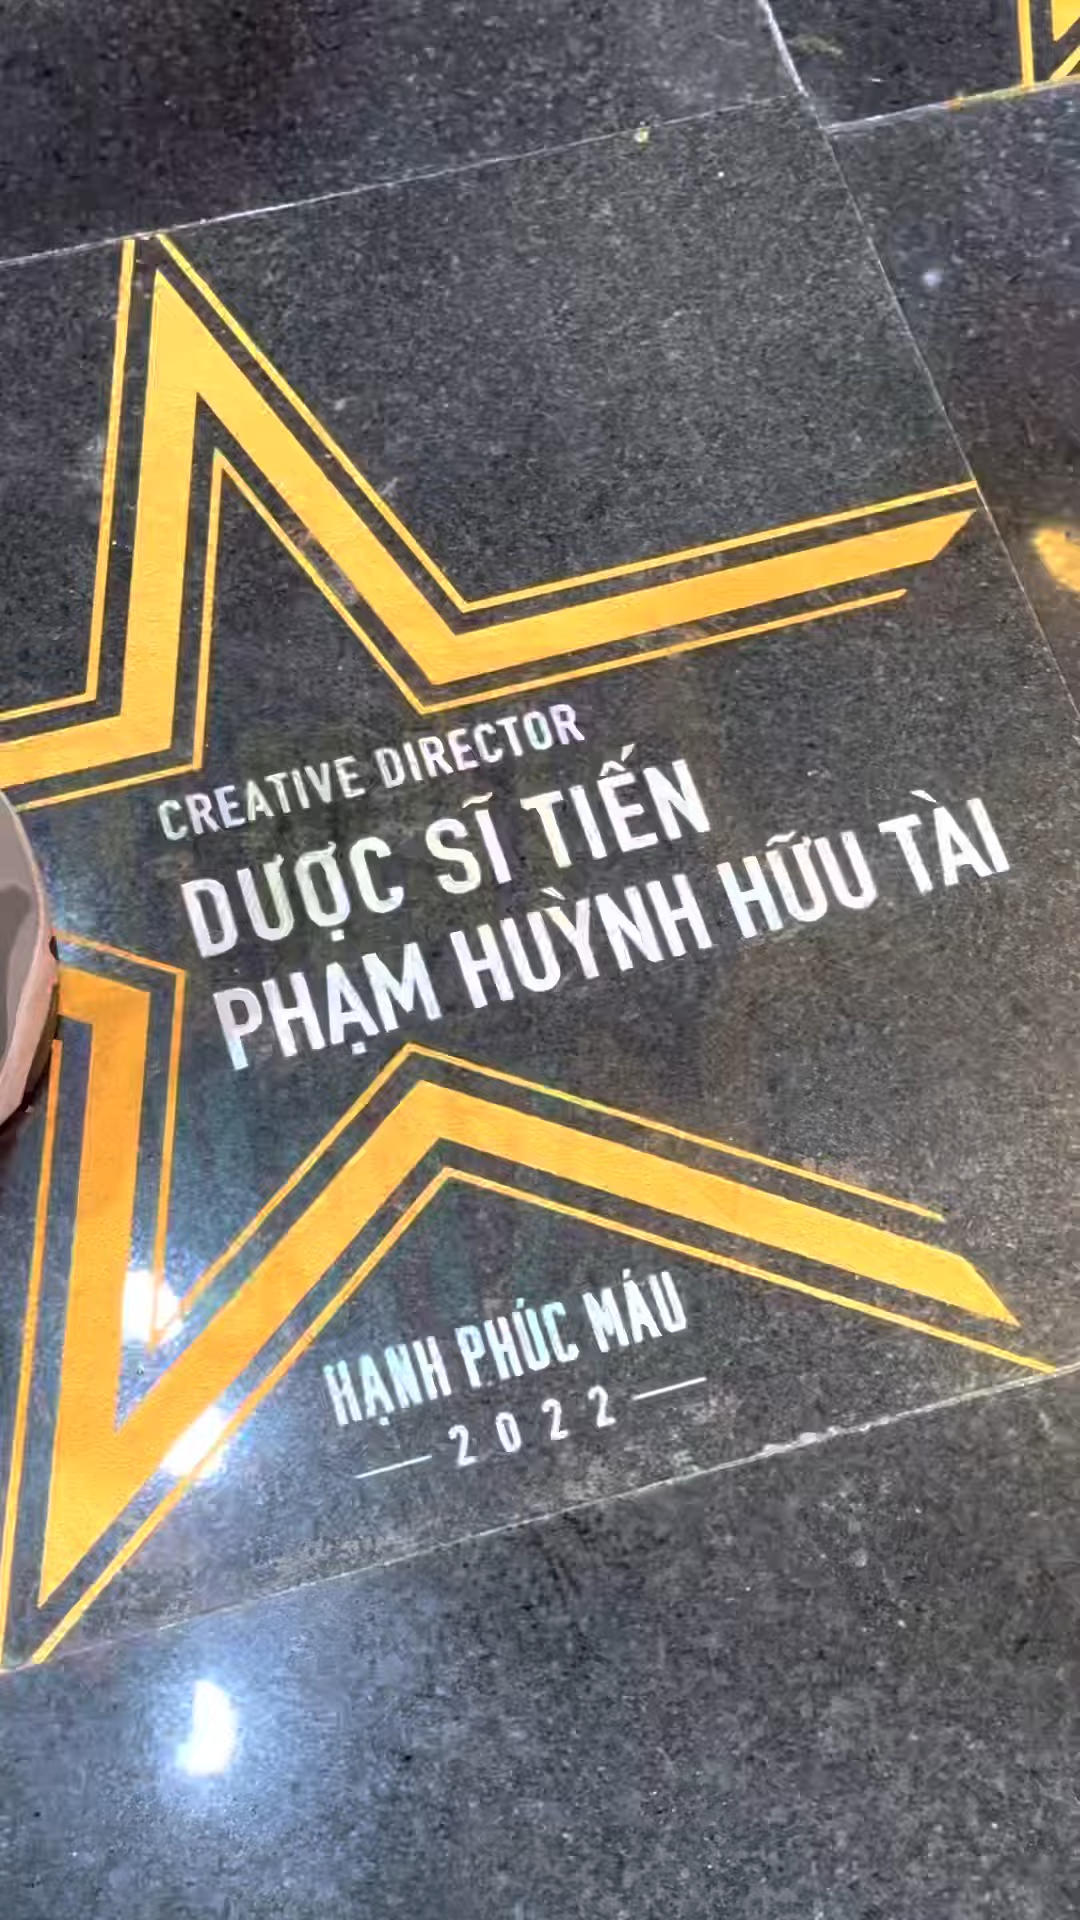 CREATIVE DIRECTOR
DƯỢC SĨ TIẾN
PHẠM HUỲNH HỮU TÀI
HẠNH PHÚC MÁU
2022